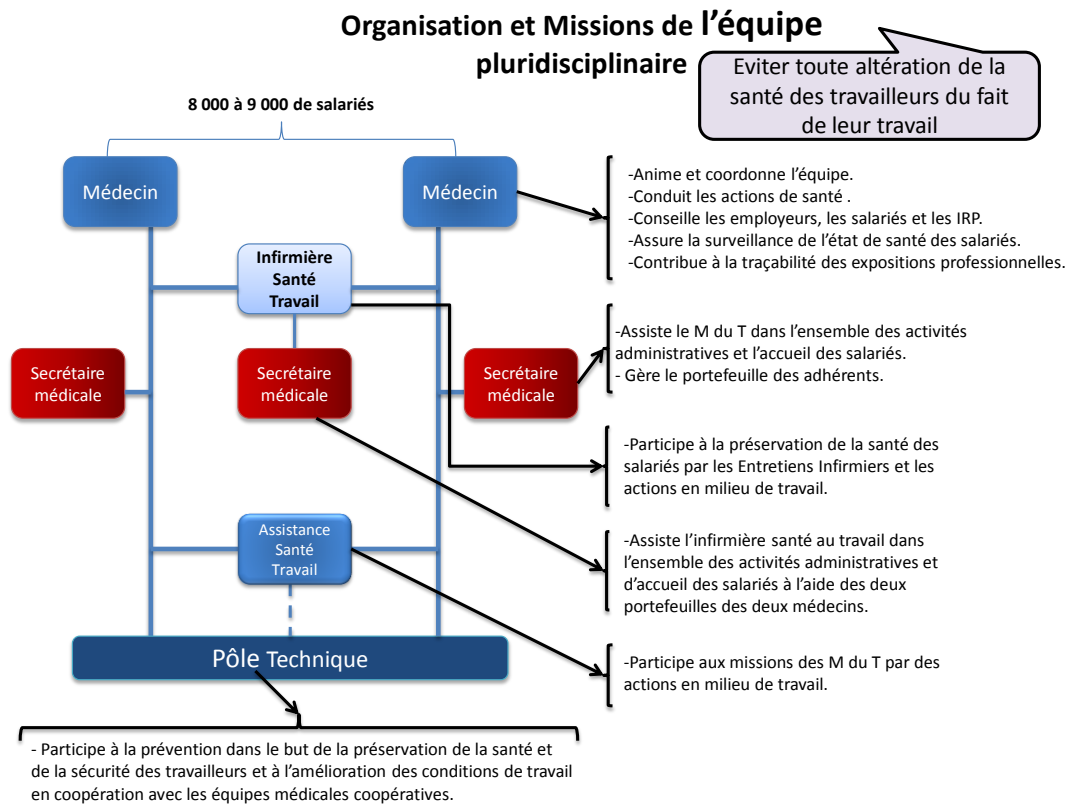 Organisation et Missions de l'équipe
pluridisciplinaire
Eviter toute altération de la
santé des travailleurs du fait
de leur travail
8 000 à 9 000 de salariés
Médecin
Médecin
-Anime et coordonne l'équipe.
-Conduit les actions de santé .
-Conseille les employeurs, les salariés et les IRP.
-Assure la surveillance de l'état de santé des salariés.
-Contribue à la traçabilité des expositions professionnelles.
Infirmière
Santé
Travail
-Assiste le M du T dans l'ensemble des activités
administratives et l'accueil des salariés.
- Gère le portefeuille des adhérents.
Secrétaire
médicale
Secrétaire
médicale
Secrétaire
médicale
-Participe à la préservation de la santé des
salariés par les Entretiens Infirmiers et les
actions en milieu de travail.
Assistance
Santé
Travail
-Assiste l'infirmière santé au travail dans
l'ensemble des activités administratives et
d'accueil des salariés à l'aide des deux
portefeuilles des deux médecins.
Pôle Technique
-Participe aux missions des M du T par des
actions en milieu de travail.
- Participe à la prévention dans le but de la préservation de la santé et
de la sécurité des travailleurs et à l'amélioration des conditions de travail
en coopération avec les équipes médicales coopératives.